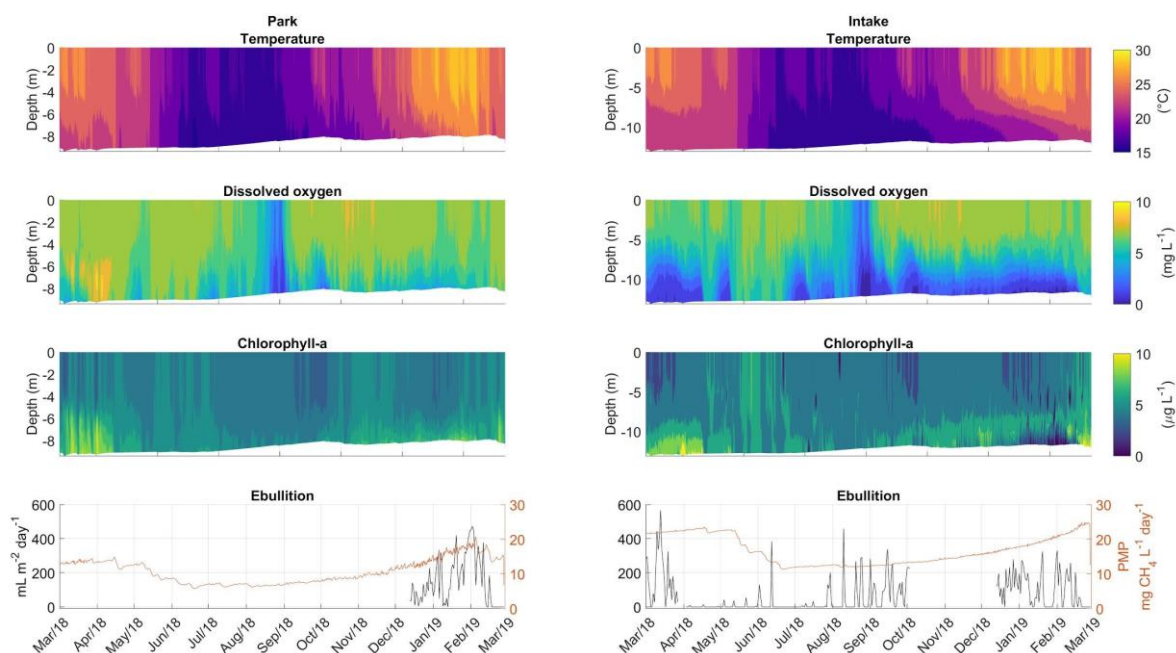 Park
Temperature
0
-2
-4
-6
-8
Depth (m)
Intake
Temperature
0
-5
-10
Depth (m)
30
25
20
15
(°C)
Dissolved oxygen
0
-2
-4
-6
-8
Depth (m)
Dissolved oxygen
0
-5
-10
Depth (m)
10
5
0
(mg L⁻¹)
Chlorophyll-a
0
-2
-4
-6
-8
Depth (m)
Chlorophyll-a
0
-5
-10
Depth (m)
10
5
0
(μg L⁻¹)
Ebullition
600
400
200
0
mL m⁻² day⁻¹
30
20
10
0
Mar/18
Apr/18
May/18
Jun/18
Jul/18
Aug/18
Sep/18
Oct/18
Nov/18
Dec/18
Jan/19
Feb/19
Mar/19
Ebullition
600
400
200
0
30
20
10
0
PMP
mg CH₄ L⁻¹ day⁻¹
Mar/18
Apr/18
May/18
Jun/18
Jul/18
Aug/18
Sep/18
Oct/18
Nov/18
Dec/18
Jan/19
Feb/19
Mar/19